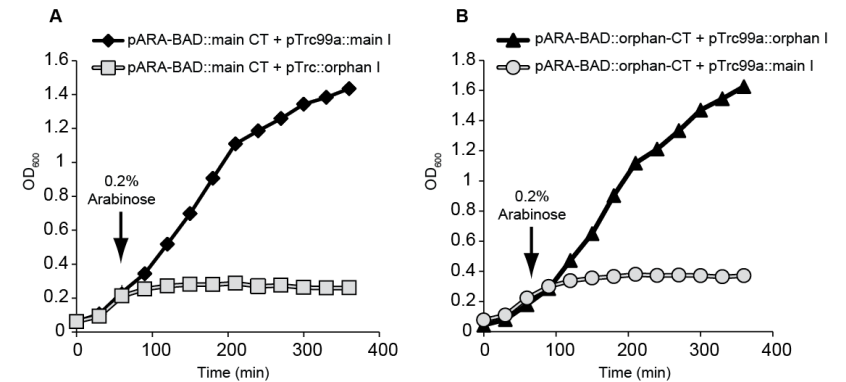 A
pARA-BAD::main CT + pTrc99a::main I
pARA-BAD::main CT + pTrc::orphan I
1.6
1.4
1.2
1
0.8
0.6
0.4
0.2
0
OD600
0.2%
Arabinose
0 100 200 300 400
Time (min)
B
pARA-BAD::orphan-CT + pTrc99a::orphan I
pARA-BAD::orphan-CT + pTrc99a::main I
1.8
1.6
1.4
1.2
1
0.8
0.6
0.4
0.2
0
OD600
0.2%
Arabinose
0 100 200 300 400
Time (min)